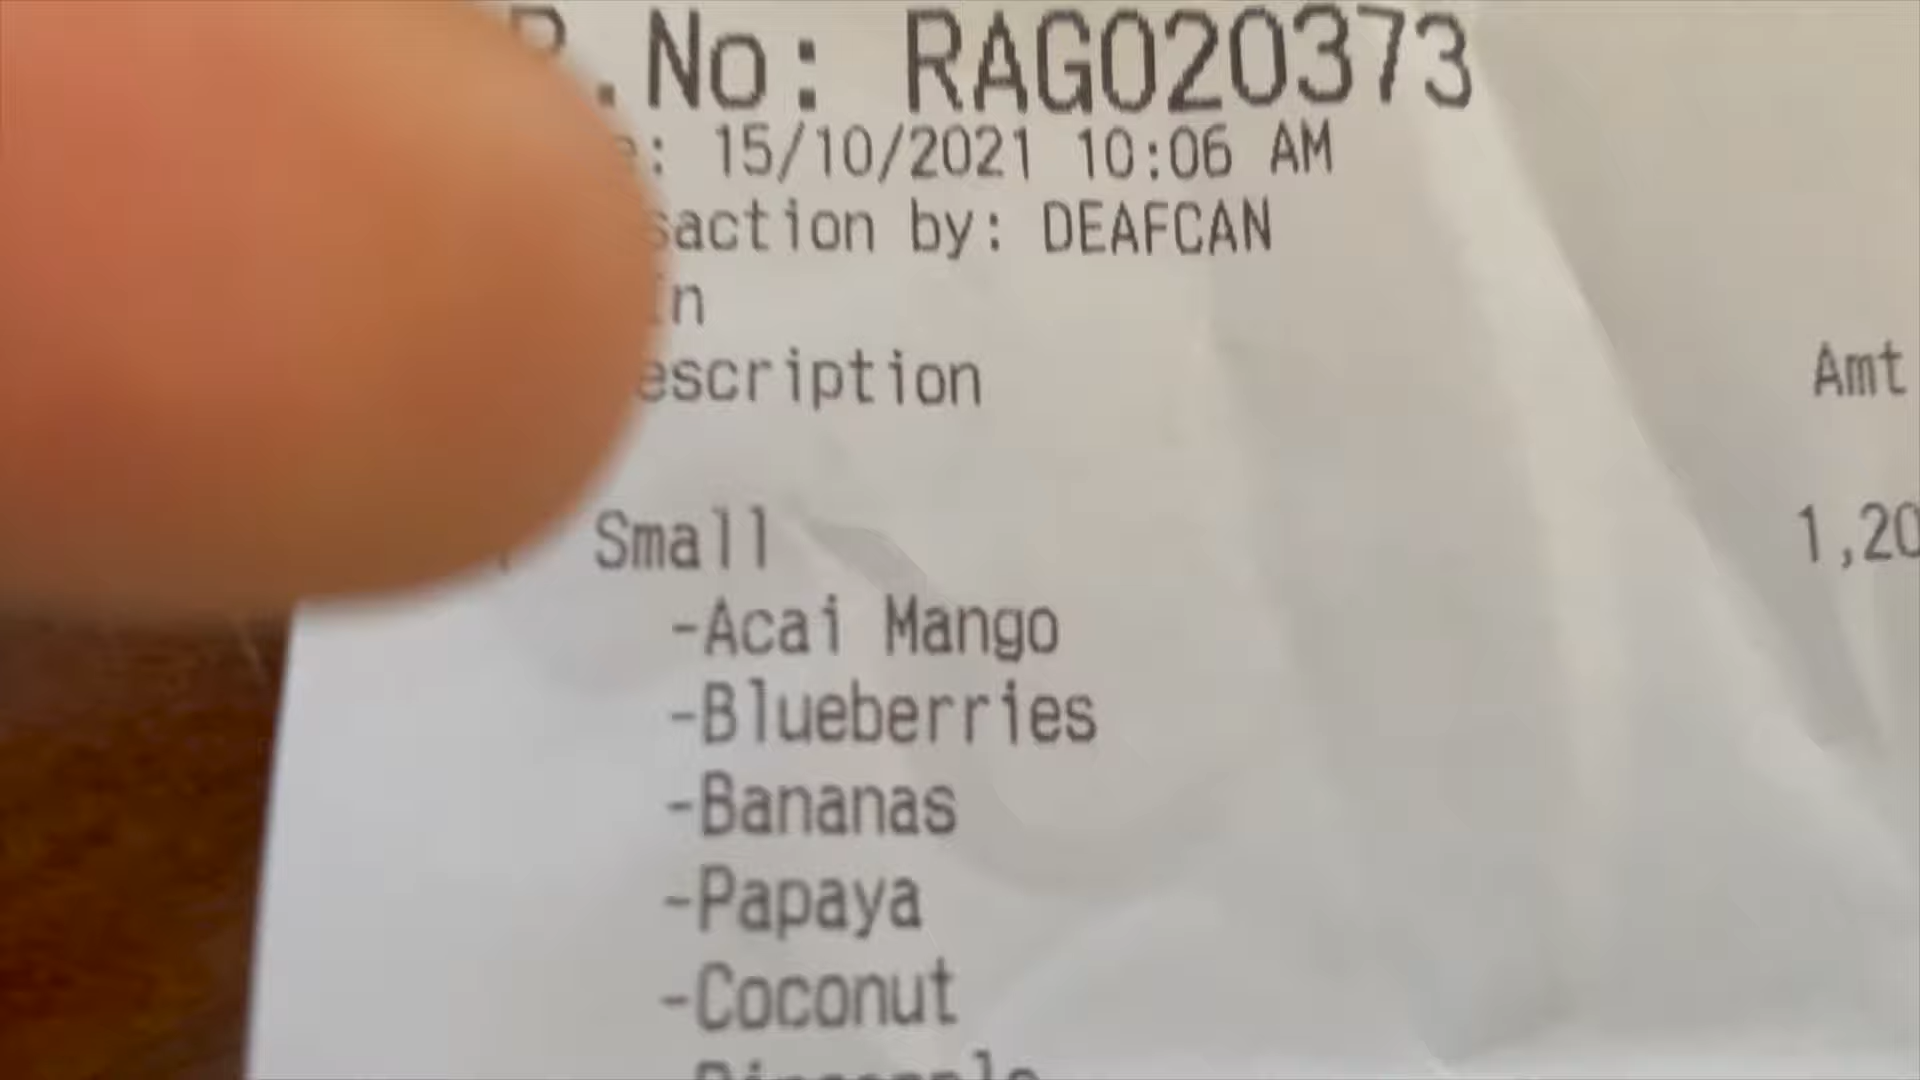 .No: RAG020373
: 15/10/2021 10:06 AM
saction by: DEAFCAN
n
escription Amt
Small 1,20
-Acai Mango
-Blueberries
-Bananas
-Papaya
-Coconut